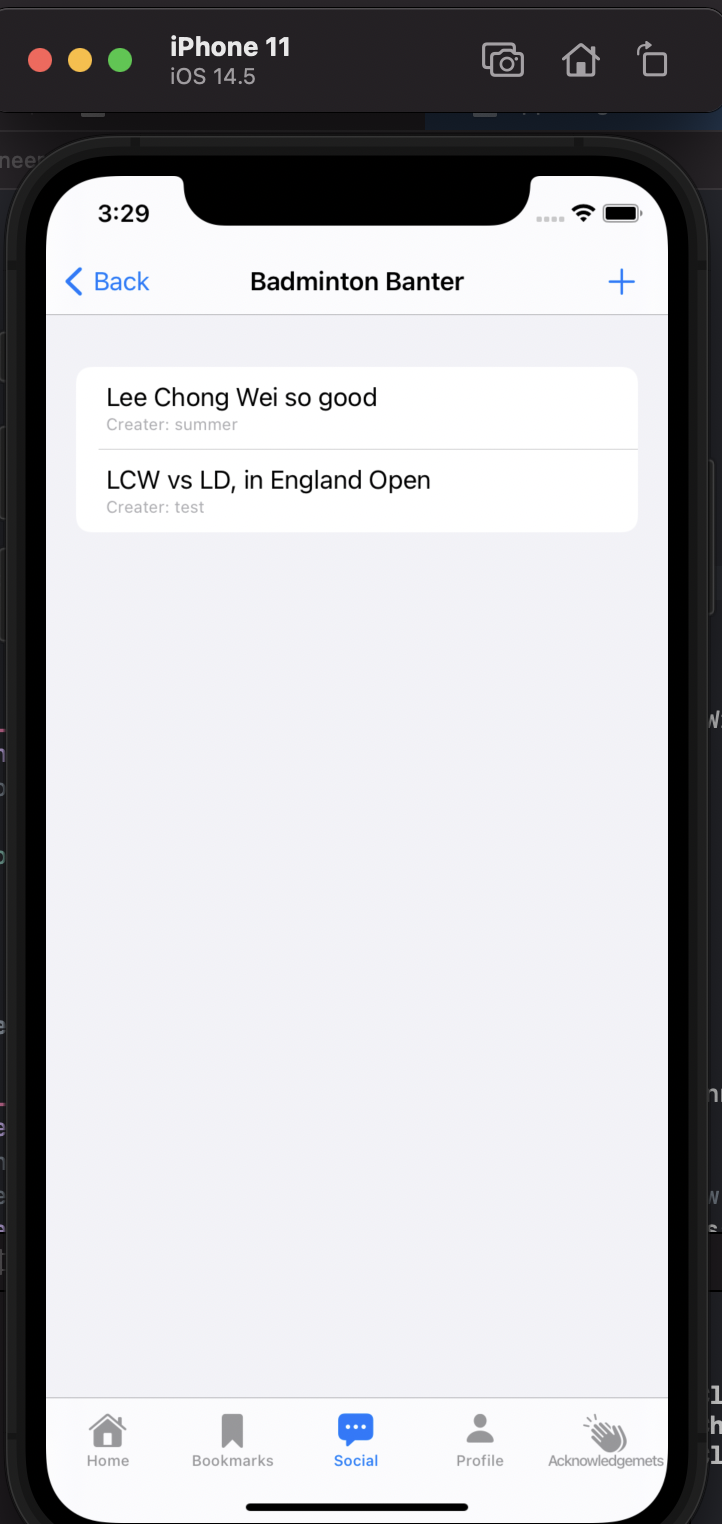 iPhone 11
iOS 14.5
3:29
Back
Badminton Banter
Lee Chong Wei so good
Creater: summer
LCW vs LD, in England Open
Creater: test
Home
Bookmarks
Social
Profile
Acknowledgemets